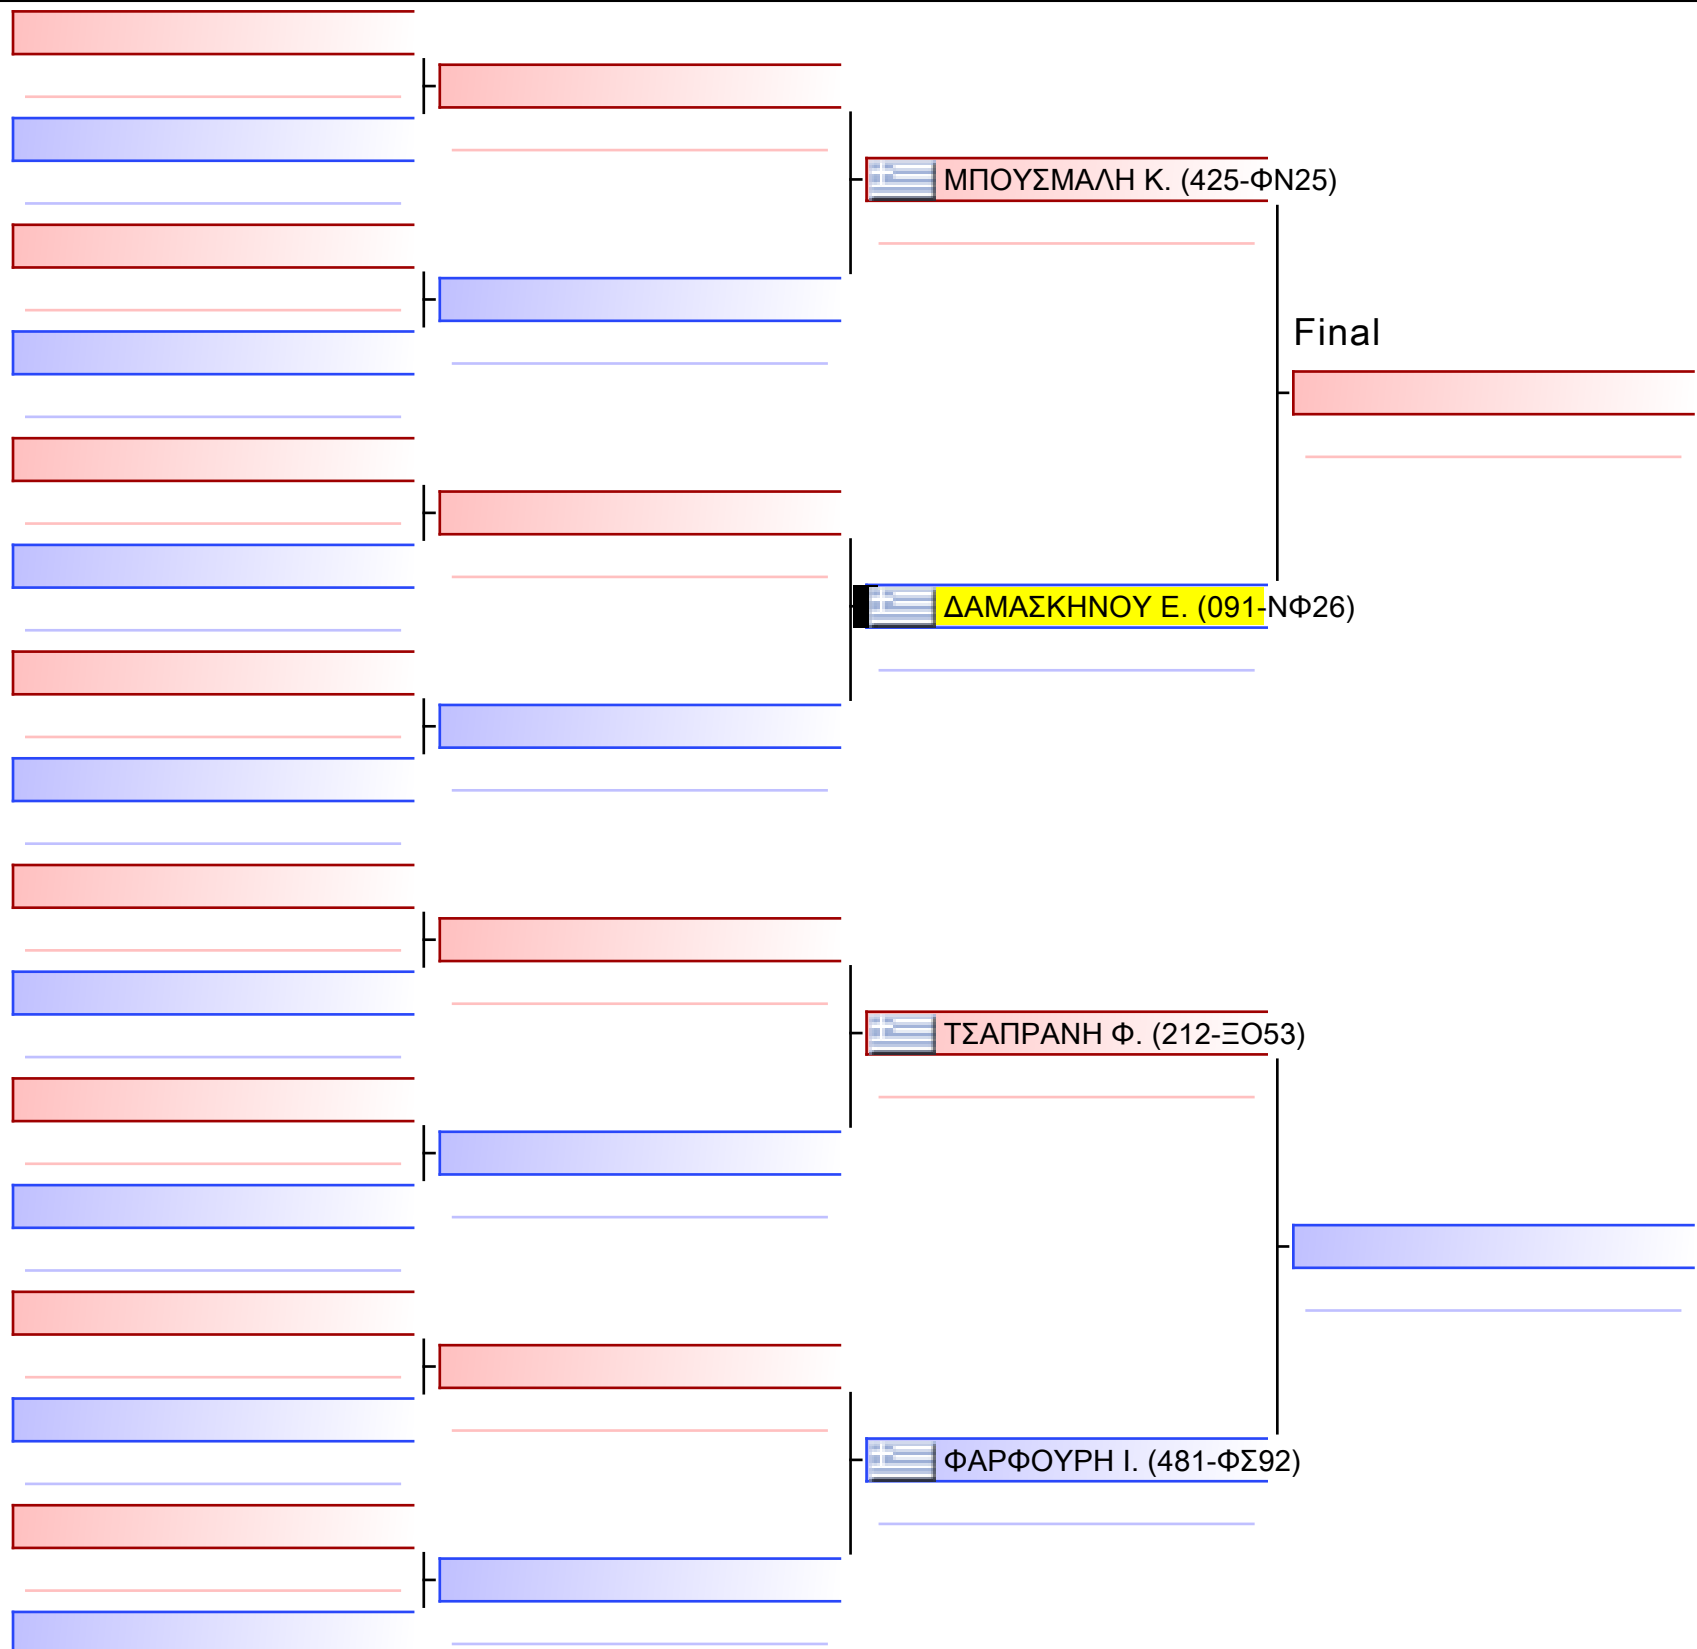 ΜΠΟΥΣΜΑΛΗ Κ. (425-ΦΝ25)
Final
ΔΑΜΑΣΚΗΝΟΥ Ε. (091-ΝΦ26)
ΤΣΑΠΡΑΝΗ Φ. (212-ΞΟ53)
ΦΑΡΦΟΥΡΗ Ι. (481-ΦΣ92)